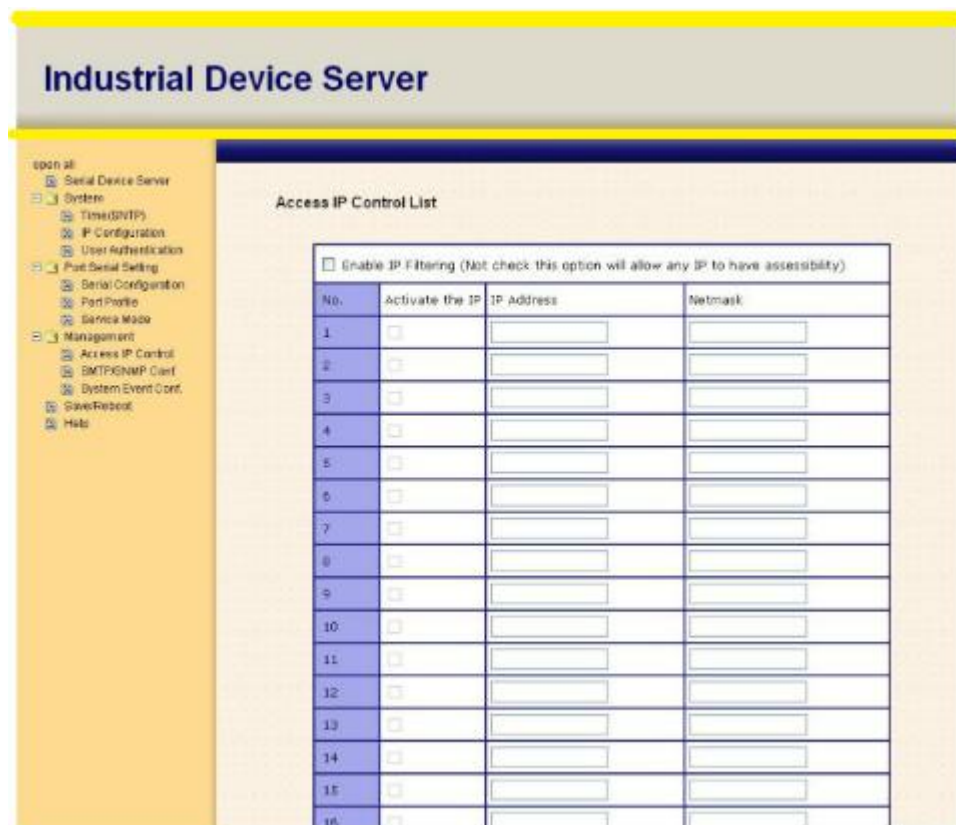 Industrial Device Server
open all
Serial Device Server
System
Time(SNTP)
IP Configuration
User Authentication
Port Serial Setting
Serial Configuration
Port Profile
Service Mode
Management
Access IP Control
SMTP/SNMP Conf
System Event Conf.
Save/Reboot
Help
Access IP Control List
Enable IP Filtering (Not check this option will allow any IP to have assessibility)
No. Activate the IP IP Address Netmask
1
2
3
4
5
6
7
8
9
10
11
12
13
14
15
16